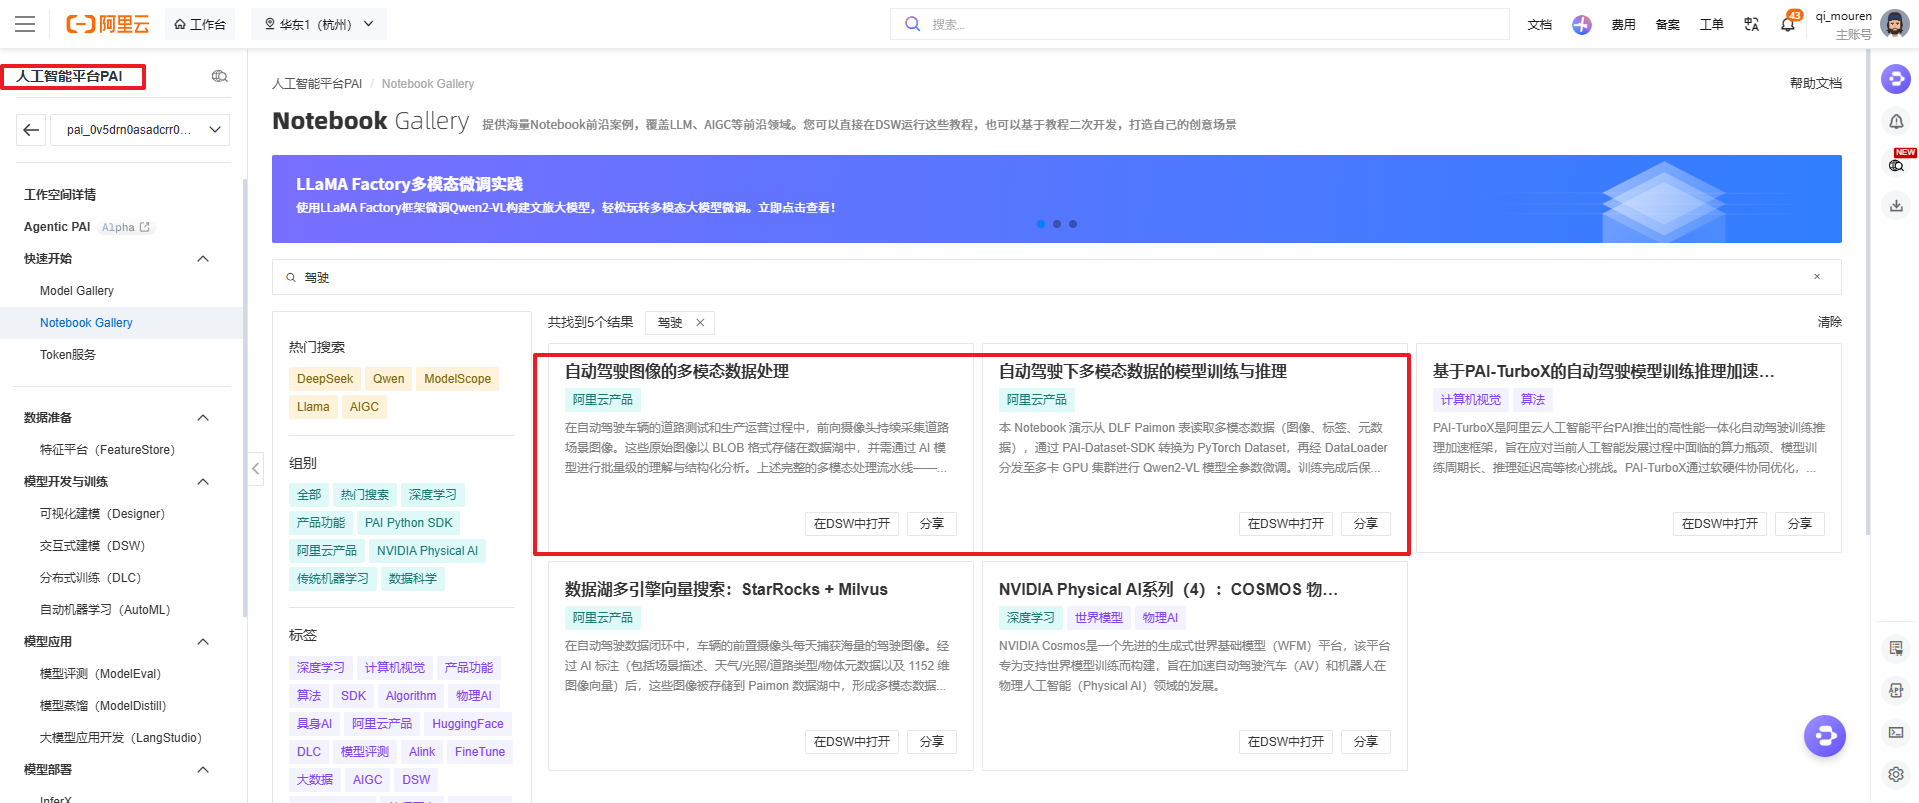 阿里云
工作台
华东1（杭州）
搜索...
文档
费用
备案
工单
43
qi_mouren
主账号
人工智能平台PAI
pai_0v5drn0asadcrr0...
工作空间详情
Agentic PAI Alpha
快速开始
Model Gallery
Notebook Gallery
Token服务
数据准备
特征平台（FeatureStore）
模型开发与训练
可视化建模（Designer）
交互式建模（DSW）
分布式训练（DLC）
自动机器学习（AutoML）
模型应用
模型评测（ModelEval）
模型蒸馏（ModelDistill）
大模型应用开发（LangStudio）
模型部署
InferX
人工智能平台PAI / Notebook Gallery
帮助文档
Notebook Gallery 提供海量Notebook前沿案例，覆盖LLM、AIGC等前沿领域。您可以直接在DSW运行这些教程，也可以基于教程二次开发，打造自己的创意场景
LLaMA Factory多模态微调实践
使用LLaMA Factory框架微调Qwen2-VL构建文旅大模型，轻松玩转多模态大模型微调。立即点击查看！
驾驶
热门搜索
DeepSeek Qwen ModelScope
Llama AIGC
组别
全部 热门搜索 深度学习
产品功能 PAI Python SDK
阿里云产品 NVIDIA Physical AI
传统机器学习 数据科学
标签
深度学习 计算机视觉 产品功能
算法 SDK Algorithm 物理AI
具身AI 阿里云产品 HuggingFace
DLC 模型评测 Alink FineTune
大数据 AIGC DSW
共找到5个结果 驾驶
清除
自动驾驶图像的多模态数据处理
阿里云产品
在自动驾驶车辆的道路测试和生产运营过程中，前向摄像头持续采集道路
场景图像。这些原始图像以 BLOB 格式存储在数据湖中，并需通过 AI 模
型进行批量级的理解与结构化分析。上述完整的多模态处理流水线——...
在DSW中打开 分享
自动驾驶下多模态数据的模型训练与推理
阿里云产品
本 Notebook 演示从 DLF Paimon 表读取多模态数据（图像、标签、元数
据），通过 PAI-Dataset-SDK 转换为 PyTorch Dataset，再经 DataLoader
分发至多卡 GPU 集群进行 Qwen2-VL 模型全参数微调。训练完成后保...
在DSW中打开 分享
基于PAI-TurboX的自动驾驶模型训练推理加速...
计算机视觉 算法
PAI-TurboX是阿里云人工智能平台PAI推出的高性能一体化自动驾驶训练推
理加速框架，旨在应对当前人工智能发展过程中面临的算力瓶颈、模型训
练周期长、推理延迟高等核心挑战。PAI-TurboX通过软硬件协同优化，...
在DSW中打开 分享
数据湖多引擎向量搜索：StarRocks + Milvus
阿里云产品
在自动驾驶数据闭环中，车辆的前置摄像头每天捕获海量的驾驶图像。经
过 AI 标注（包括场景描述、天气/光照/道路类型/物体元数据以及 1152 维
图像向量）后，这些图像被存储到 Paimon 数据湖中，形成多模态数据...
在DSW中打开 分享
NVIDIA Physical AI系列（4）：COSMOS 物...
深度学习 世界模型 物理AI
NVIDIA Cosmos是一个先进的生成式世界基础模型（WFM）平台，该平台
专为支持世界模型训练而构建，旨在加速自动驾驶汽车（AV）和机器人在
物理人工智能（Physical AI）领域的发展。
在DSW中打开 分享
NEW
APP